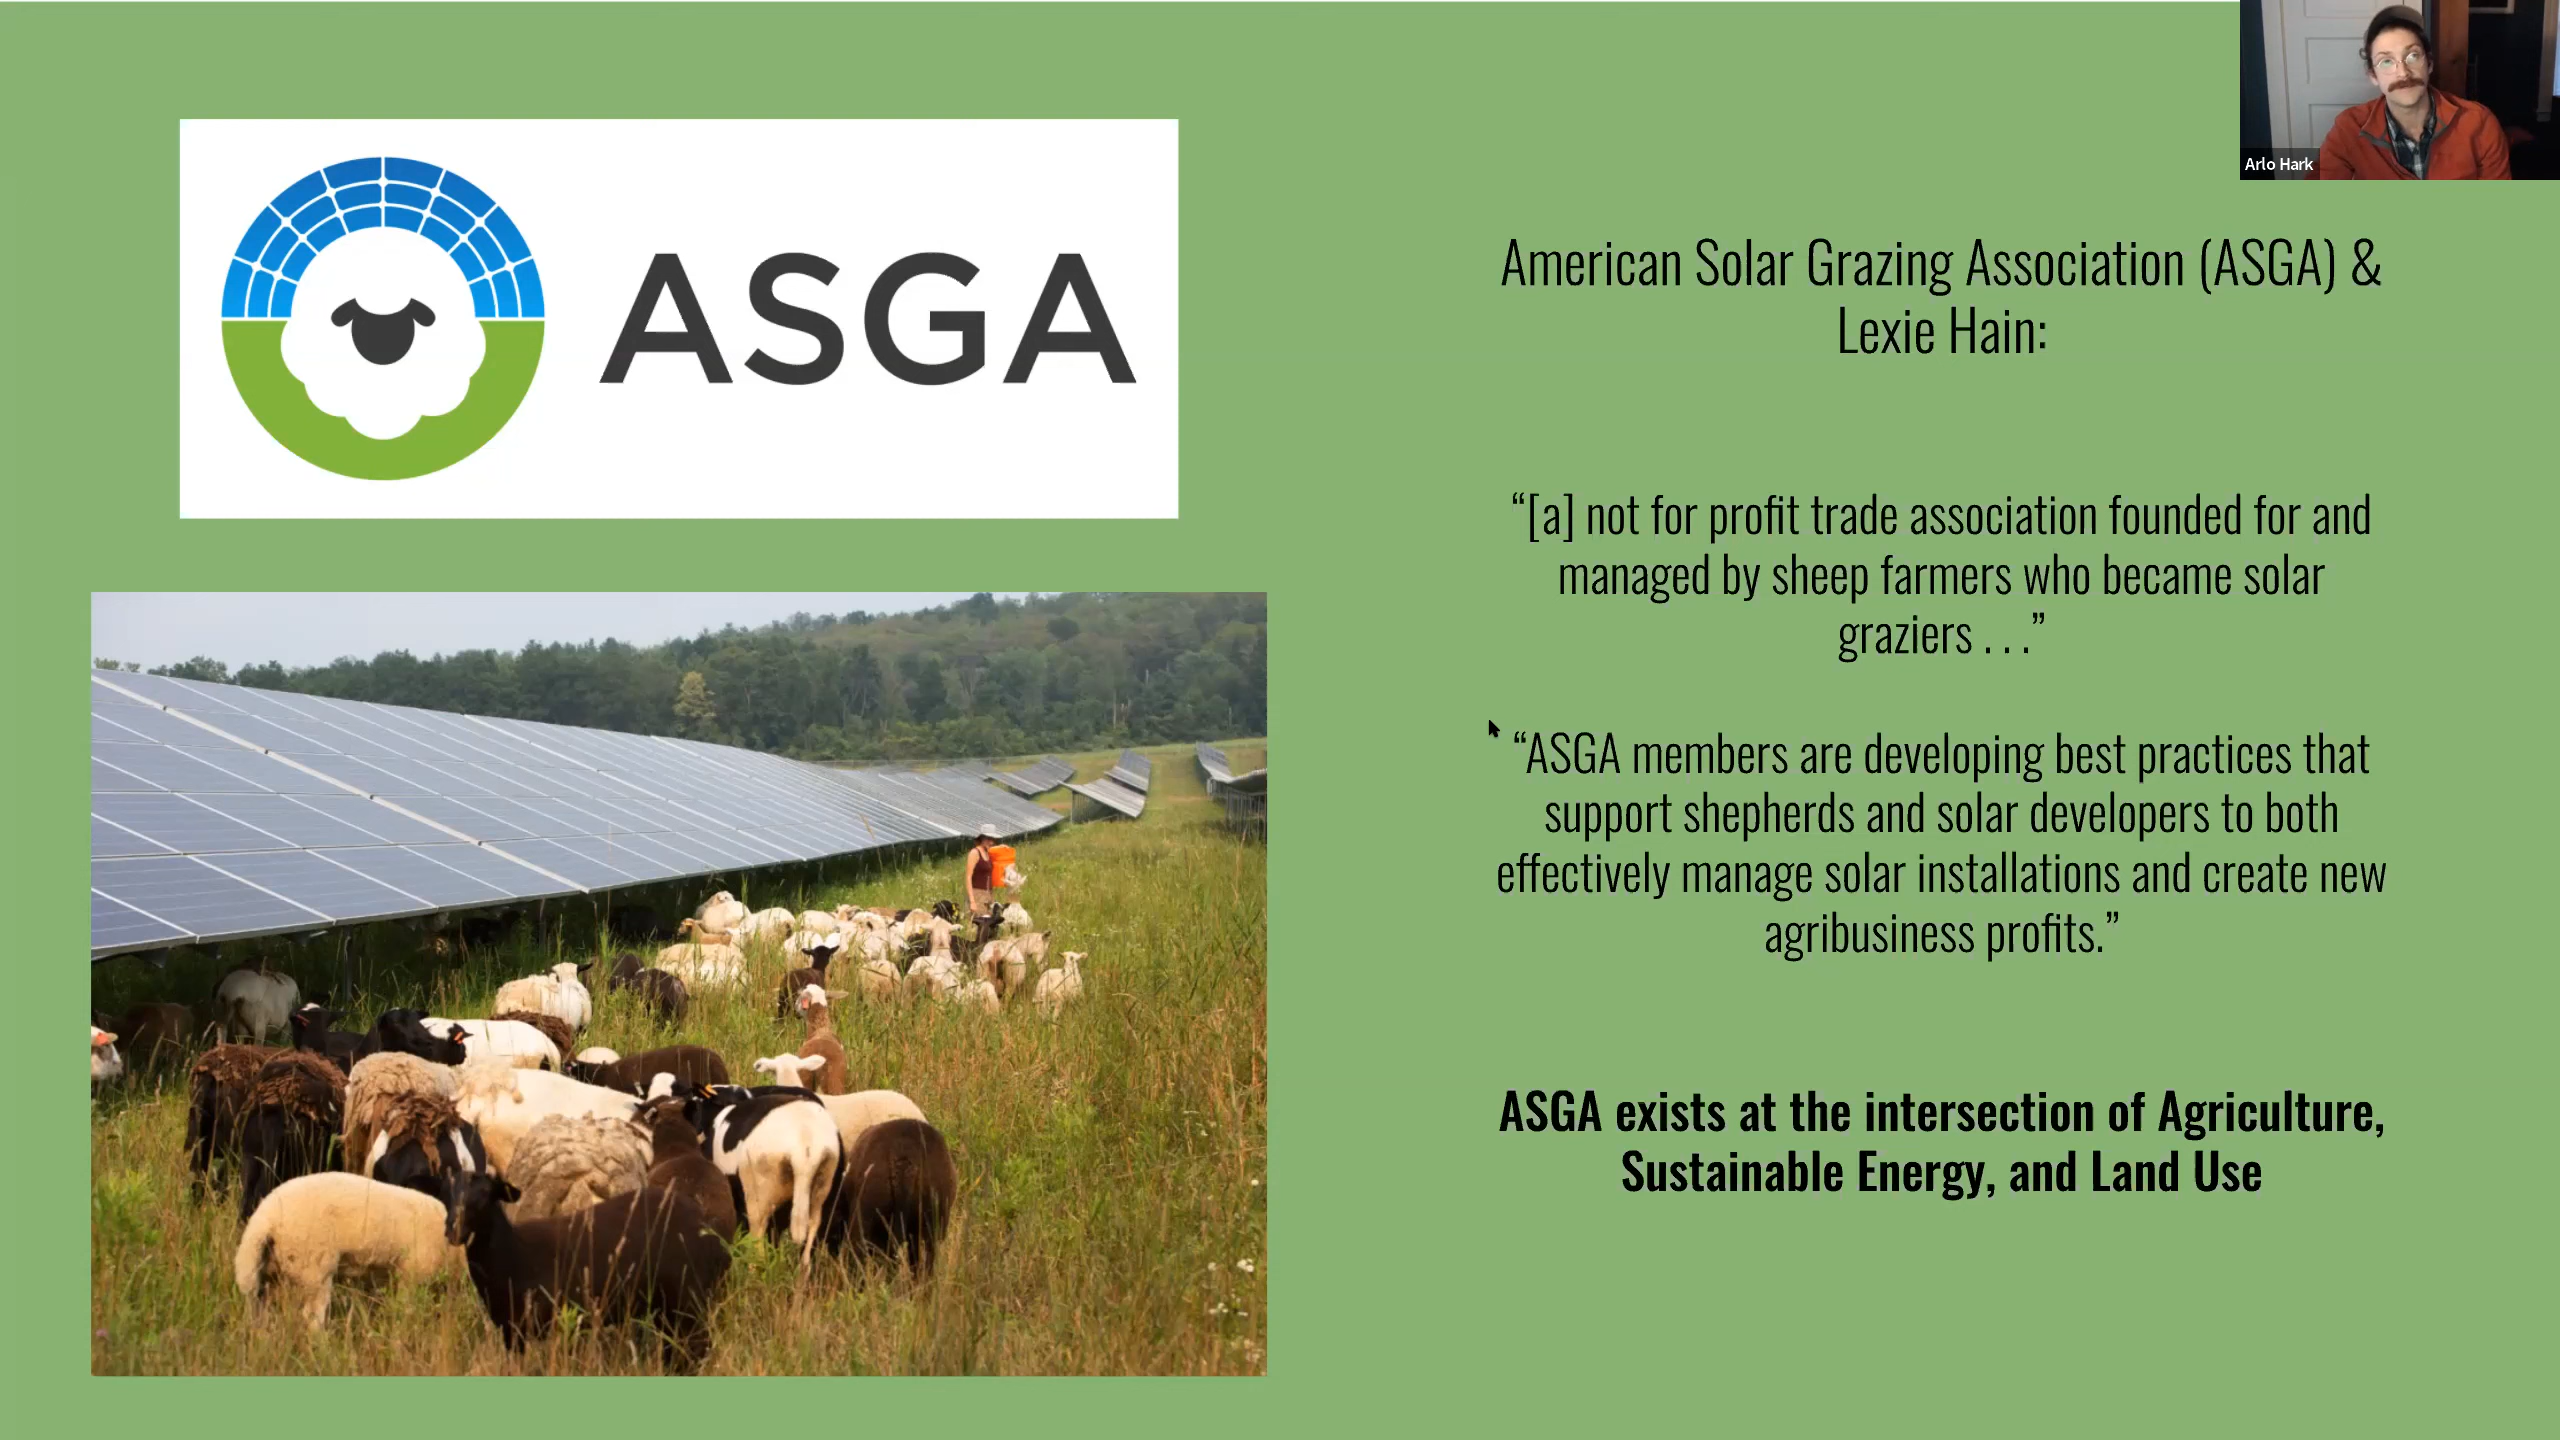 Arlo Hark
ASGA
American Solar Grazing Association (ASGA) &
Lexie Hain:
“[a] not for profit trade association founded for and
managed by sheep farmers who became solar
graziers . . .”
“ASGA members are developing best practices that
support shepherds and solar developers to both
effectively manage solar installations and create new
agribusiness profits.”
ASGA exists at the intersection of Agriculture,
Sustainable Energy, and Land Use